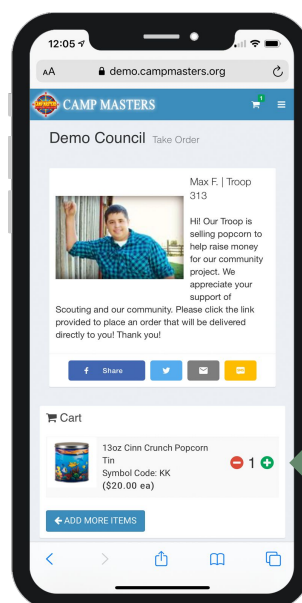 12:05
AA demo.campmasters.org
CAMP MASTERS 1
Demo Council Take Order
Max F. | Troop
313
Hi! Our Troop is
selling popcorn to
help raise money
for our community
project. We
appreciate your
support of
Scouting and our community. Please click the link
provided to place an order that will be delivered
directly to you! Thank you!
f Share
Cart
13oz Cinn Crunch Popcorn
Tin
Symbol Code: KK
($20.00 ea)
1
ADD MORE ITEMS